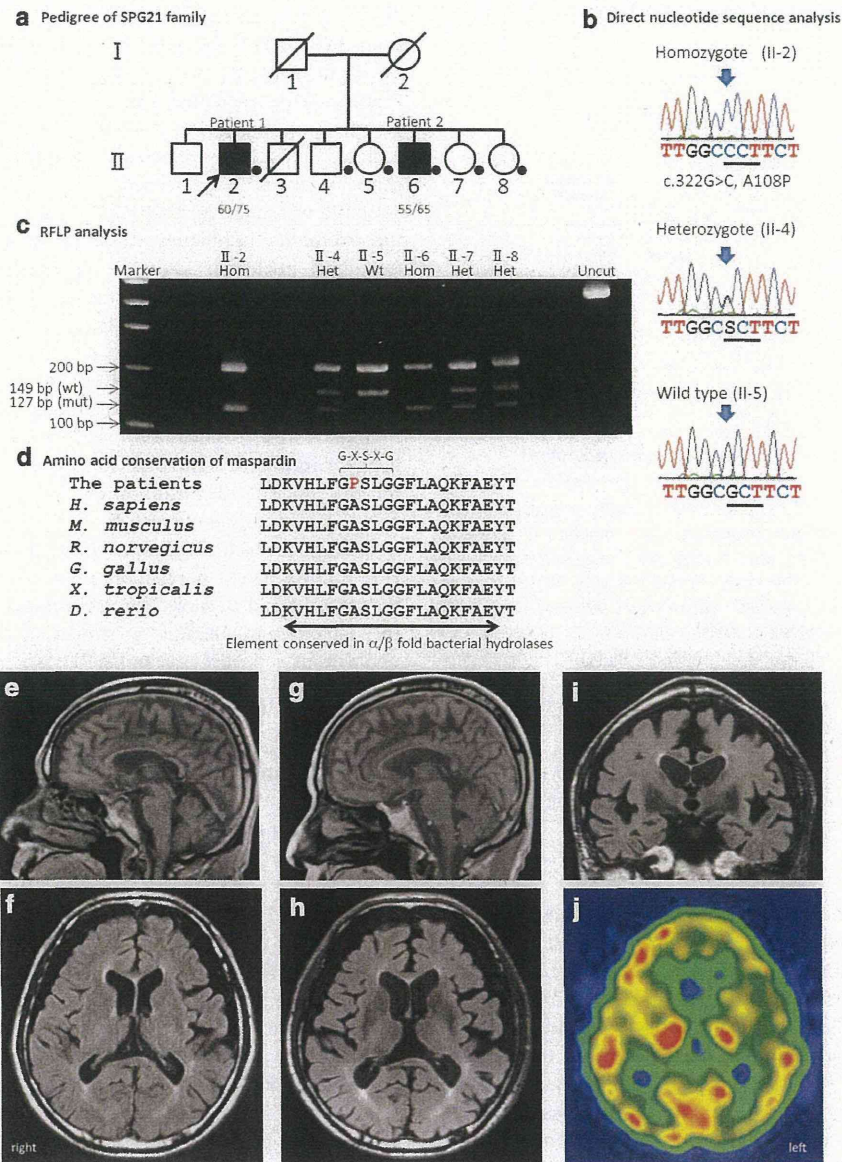 a Pedigree of SPG21 family
I
1 2
Patient 1 Patient 2
II
1 2 3 4 5 6 7 8
60/75 55/65
b Direct nucleotide sequence analysis
Homozygote (II-2)
TTGGCCCTTCT
c.322G>C, A108P
Heterozygote (II-4)
TTGGCSCTTCT
Wild type (II-5)
TTGGCGCTTCT
c RFLP analysis
II-2 II-4 II-5 II-6 II-7 II-8
Marker Hom Het Wt Hom Het Het Uncut
200 bp
149 bp (wt)
127 bp (mut)
100 bp
d Amino acid conservation of maspardin
G-X-S-X-G
The patients LDKVHLFGPSLGGFLAQKFAEYT
H. sapiens LDKVHLFGASLGGFLAQKFAEYT
M. musculus LDKVHLFGASLGGFLAQKFAEYT
R. norvegicus LDKVHLFGASLGGFLAQKFAEYT
G. gallus LDKVHLFGASLGGFLAQKFAEYT
X. tropicalis LDKVHLFGASLGGFLAQKFAEYT
D. rerio LDKVHLFGASLGGFLAQKFAEVT
Element conserved in α/β fold bacterial hydrolases
e g i
f h j
right left